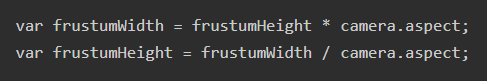 var frustumWidth = frustumHeight * camera.aspect;
var frustumHeight = frustumWidth / camera.aspect;